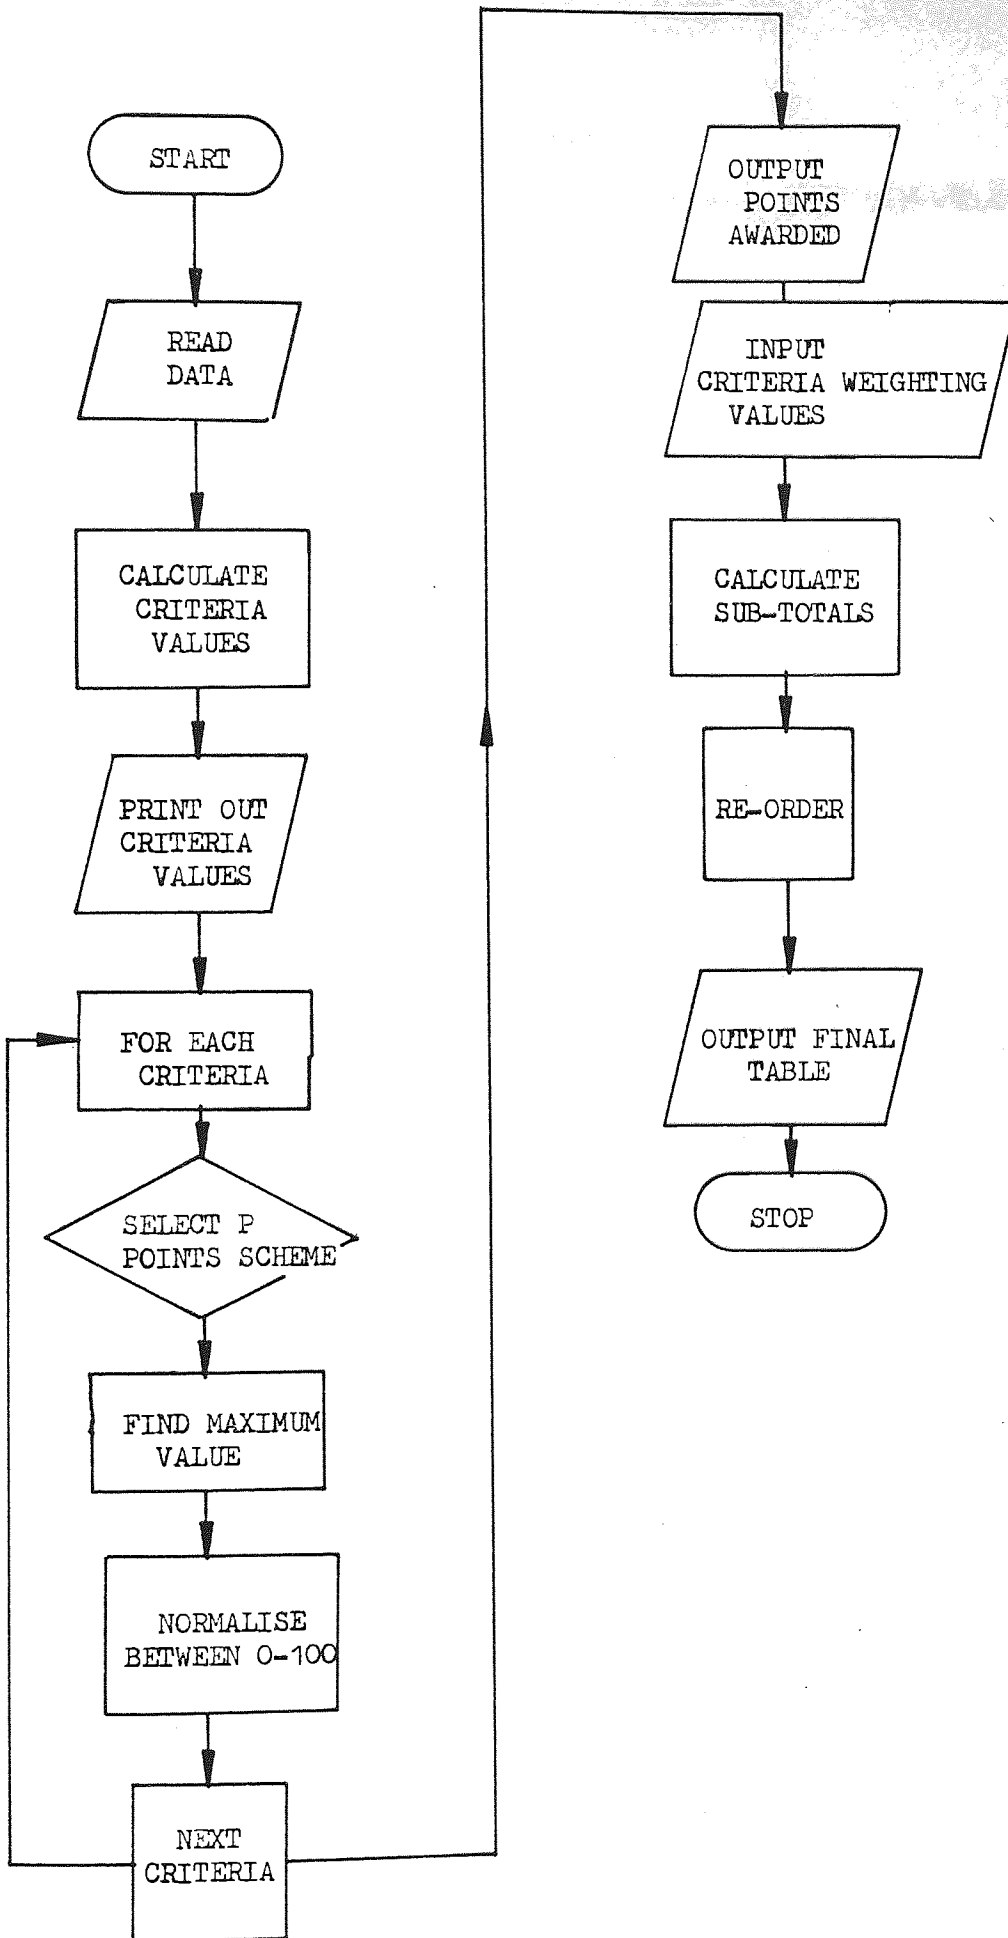 START
READ
DATA
CALCULATE
CRITERIA
VALUES
PRINT OUT
CRITERIA
VALUES
FOR EACH
CRITERIA
SELECT P
POINTS SCHEME
FIND MAXIMUM
VALUE
NORMALISE
BETWEEN 0-100
NEXT
CRITERIA
OUTPUT
POINTS
AWARDED
INPUT
CRITERIA WEIGHTING
VALUES
CALCULATE
SUB-TOTALS
RE-ORDER
OUTPUT FINAL
TABLE
STOP